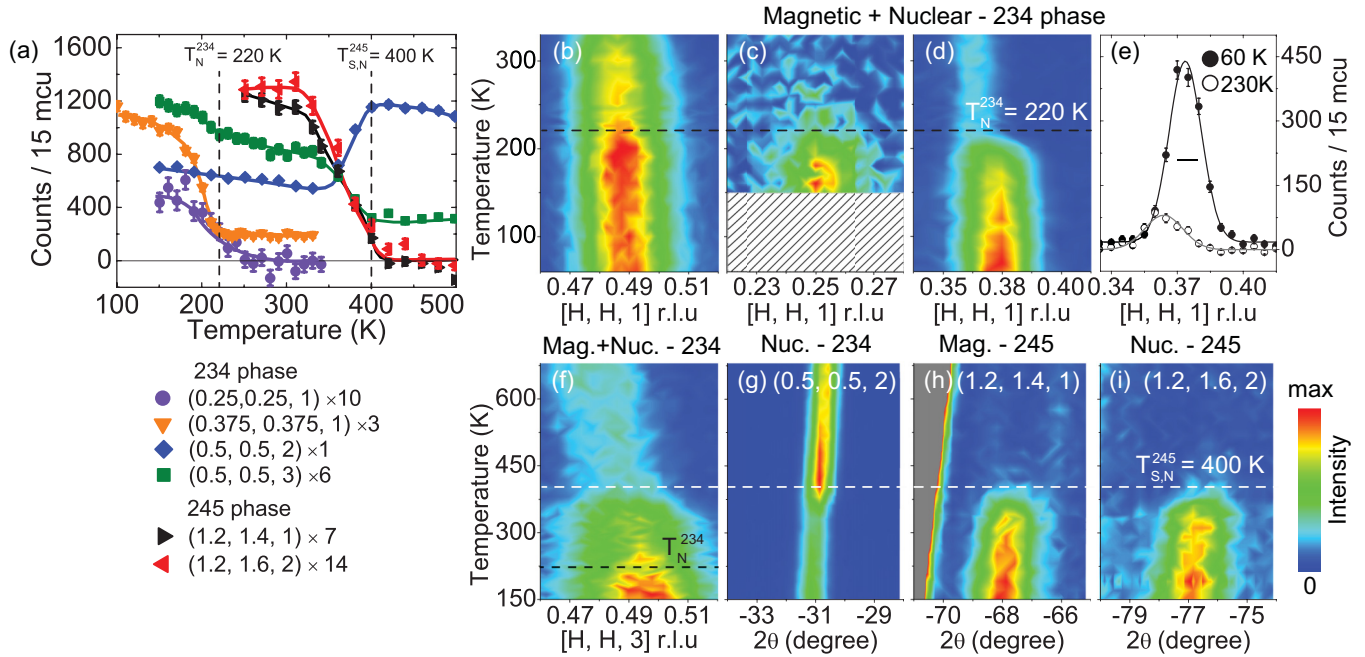 Magnetic + Nuclear - 234 phase
(a)
1600
1200
800
400
0
Counts / 15 mcu
T_N^234 = 220 K
T_S,N^245 = 400 K
100 200 300 400 500
Temperature (K)
234 phase
(0.25,0.25, 1) ×10
(0.375, 0.375, 1) ×3
(0.5, 0.5, 2) ×1
(0.5, 0.5, 3) ×6
245 phase
(1.2, 1.4, 1) × 7
(1.2, 1.6, 2) × 14
(b)
300
200
100
Temperature (K)
0.47 0.49 0.51
[H, H, 1] r.l.u
(c)
0.23 0.25 0.27
[H, H, 1] r.l.u
(d)
T_N^234 = 220 K
0.35 0.38 0.40
[H, H, 1] r.l.u
(e)
60 K
230K
450
300
150
0
Counts / 15 mcu
0.34 0.37 0.40
[H, H, 1] r.l.u
Mag.+Nuc. - 234
(f)
600
450
300
150
Temperature (K)
T_N^234
0.47 0.49 0.51
[H, H, 3] r.l.u
Nuc. - 234
(g) (0.5, 0.5, 2)
-33 -31 -29
2θ (degree)
Mag. - 245
(h) (1.2, 1.4, 1)
-70 -68 -66
2θ (degree)
Nuc. - 245
(i) (1.2, 1.6, 2)
T_S,N^245 = 400 K
-79 -77 -75
2θ (degree)
max
Intensity
0